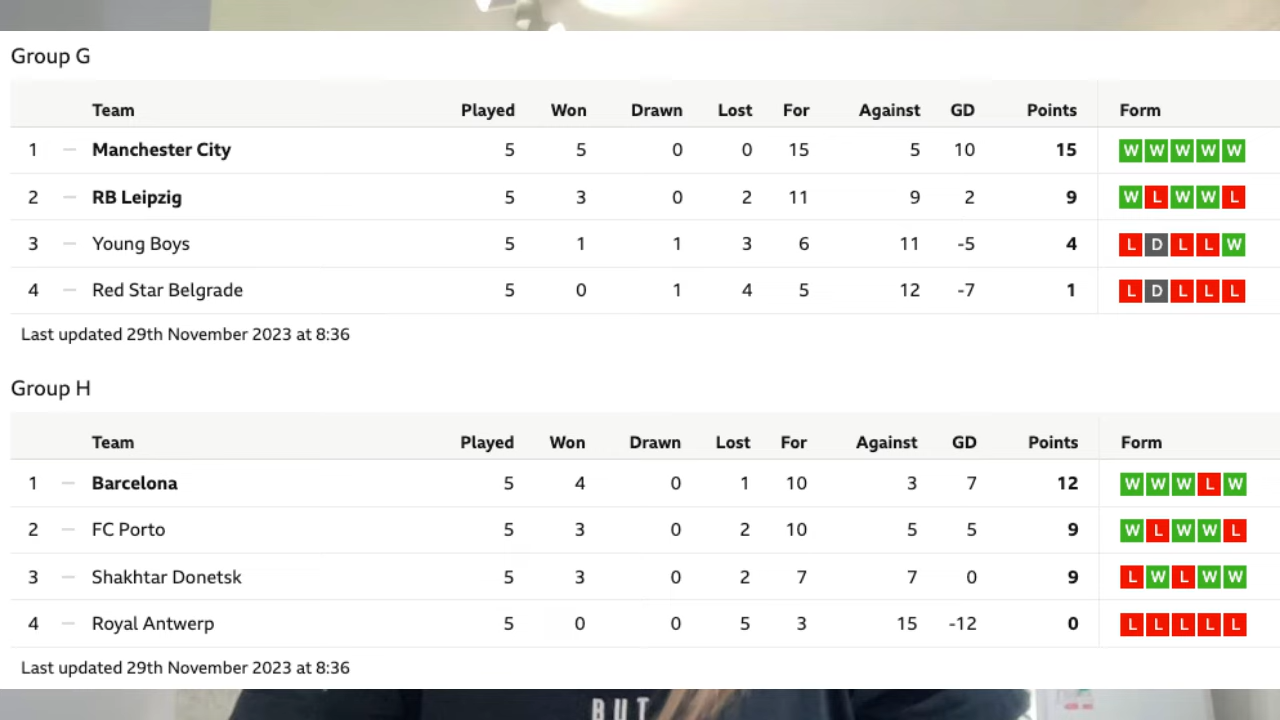 Group G
Team Played Won Drawn Lost For Against GD Points Form
1 Manchester City 5 5 0 0 15 5 10 15 W W W W W
2 RB Leipzig 5 3 0 2 11 9 2 9 W L W W L
3 Young Boys 5 1 1 3 6 11 -5 4 L D L L W
4 Red Star Belgrade 5 0 1 4 5 12 -7 1 L D L L L
Last updated 29th November 2023 at 8:36
Group H
Team Played Won Drawn Lost For Against GD Points Form
1 Barcelona 5 4 0 1 10 3 7 12 W W W L W
2 FC Porto 5 3 0 2 10 5 5 9 W L W W L
3 Shakhtar Donetsk 5 3 0 2 7 7 0 9 L W L W W
4 Royal Antwerp 5 0 0 5 3 15 -12 0 L L L L L
Last updated 29th November 2023 at 8:36
BUT